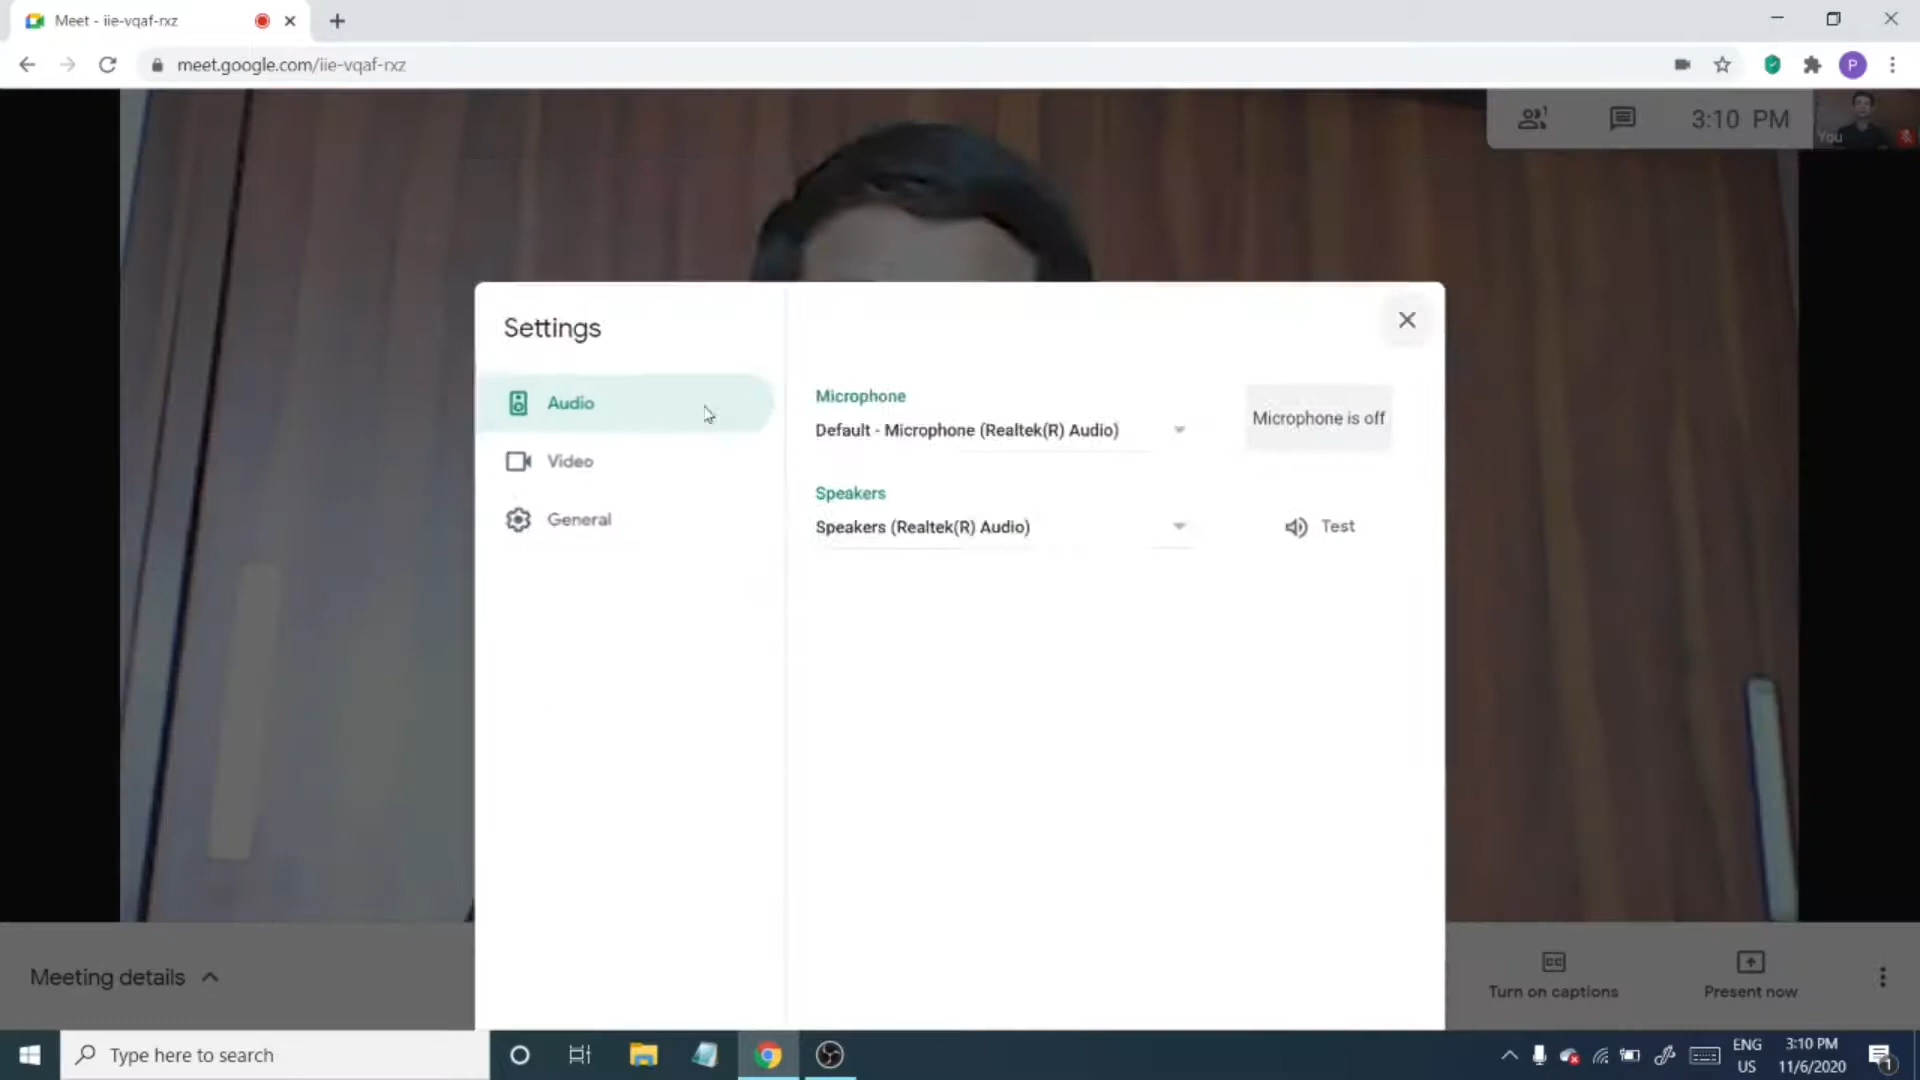 Meet - iie-vqaf-rxz
meet.google.com/iie-vqaf-rxz
P
3:10 PM
You
Settings
Audio
Video
General
Microphone
Default - Microphone (Realtek(R) Audio)
Microphone is off
Speakers
Speakers (Realtek(R) Audio)
Test
Meeting details
Turn on captions
Present now
Type here to search
ENG
US
3:10 PM
11/6/2020
1